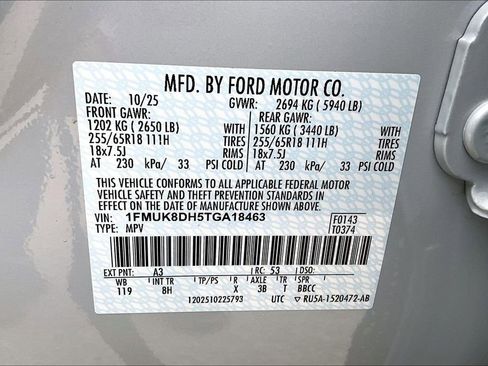 MFD. BY FORD MOTOR CO.
DATE: 10/25 GVWR: 2694 KG ( 5940 LB)
FRONT GAWR: REAR GAWR:
1202 KG ( 2650 LB) 1560 KG ( 3440 LB)
255/65R18 111H TIRES 255/65R18 111H TIRES
18x7.5J RIMS 18x7.5J RIMS
AT 230 kPa/ 33 PSI COLD AT 230 kPa/ 33 PSI COLD
THIS VEHICLE CONFORMS TO ALL APPLICABLE FEDERAL MOTOR
VEHICLE SAFETY AND THEFT PREVENTION STANDARDS IN
EFFECT ON THE DATE OF MANUFACTURE SHOWN ABOVE.
VIN: 1FMUK8DH5TGA18463 F0143
TYPE: MPV T0374
EXT PNT: A3 RC: 53 DSO:
WB INT TR TP/PS R AXLE TR SPR
119 8H X 3B T BBCC
1202510225793 UTC ▽ RU5A-1520472-AB